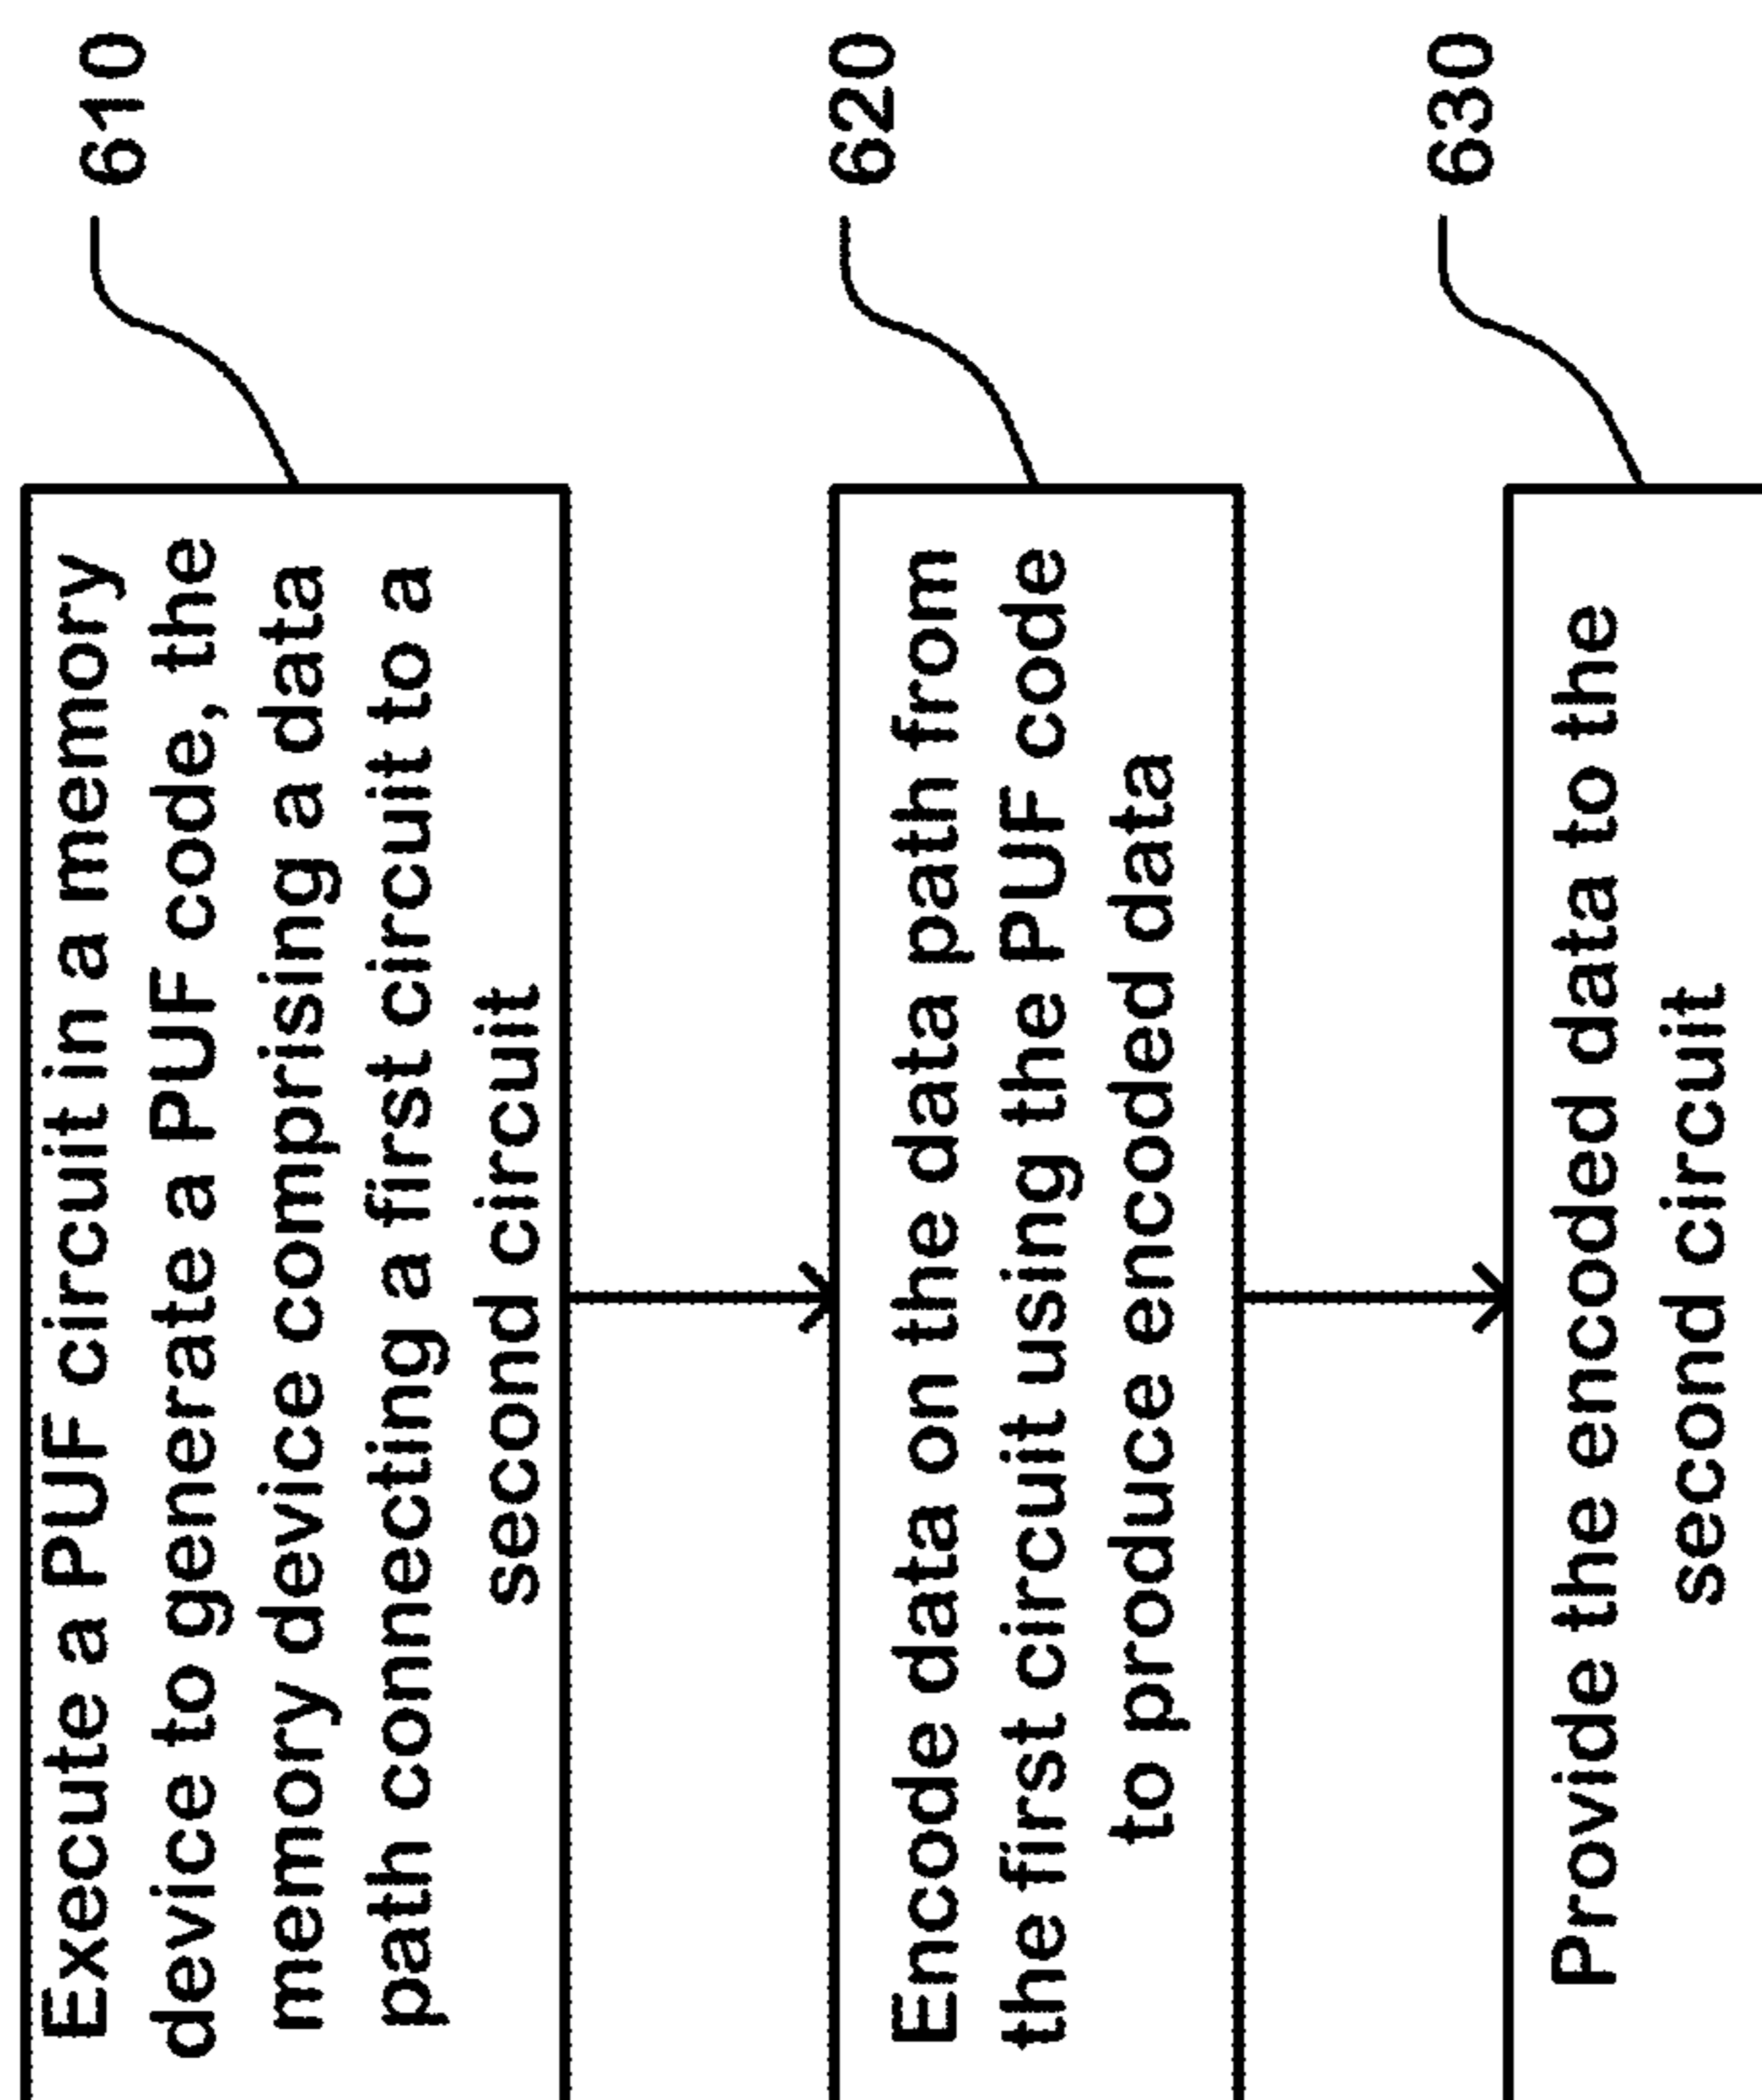 Execute a PUF circuit in a memory
device to generate a PUF code, the
memory device comprising a data
path connecting a first circuit to a
second circuit
610
Encode data on the data path from
the first circuit using the PUF code
to produce encoded data
620
Provide the encoded data to the
second circuit
630